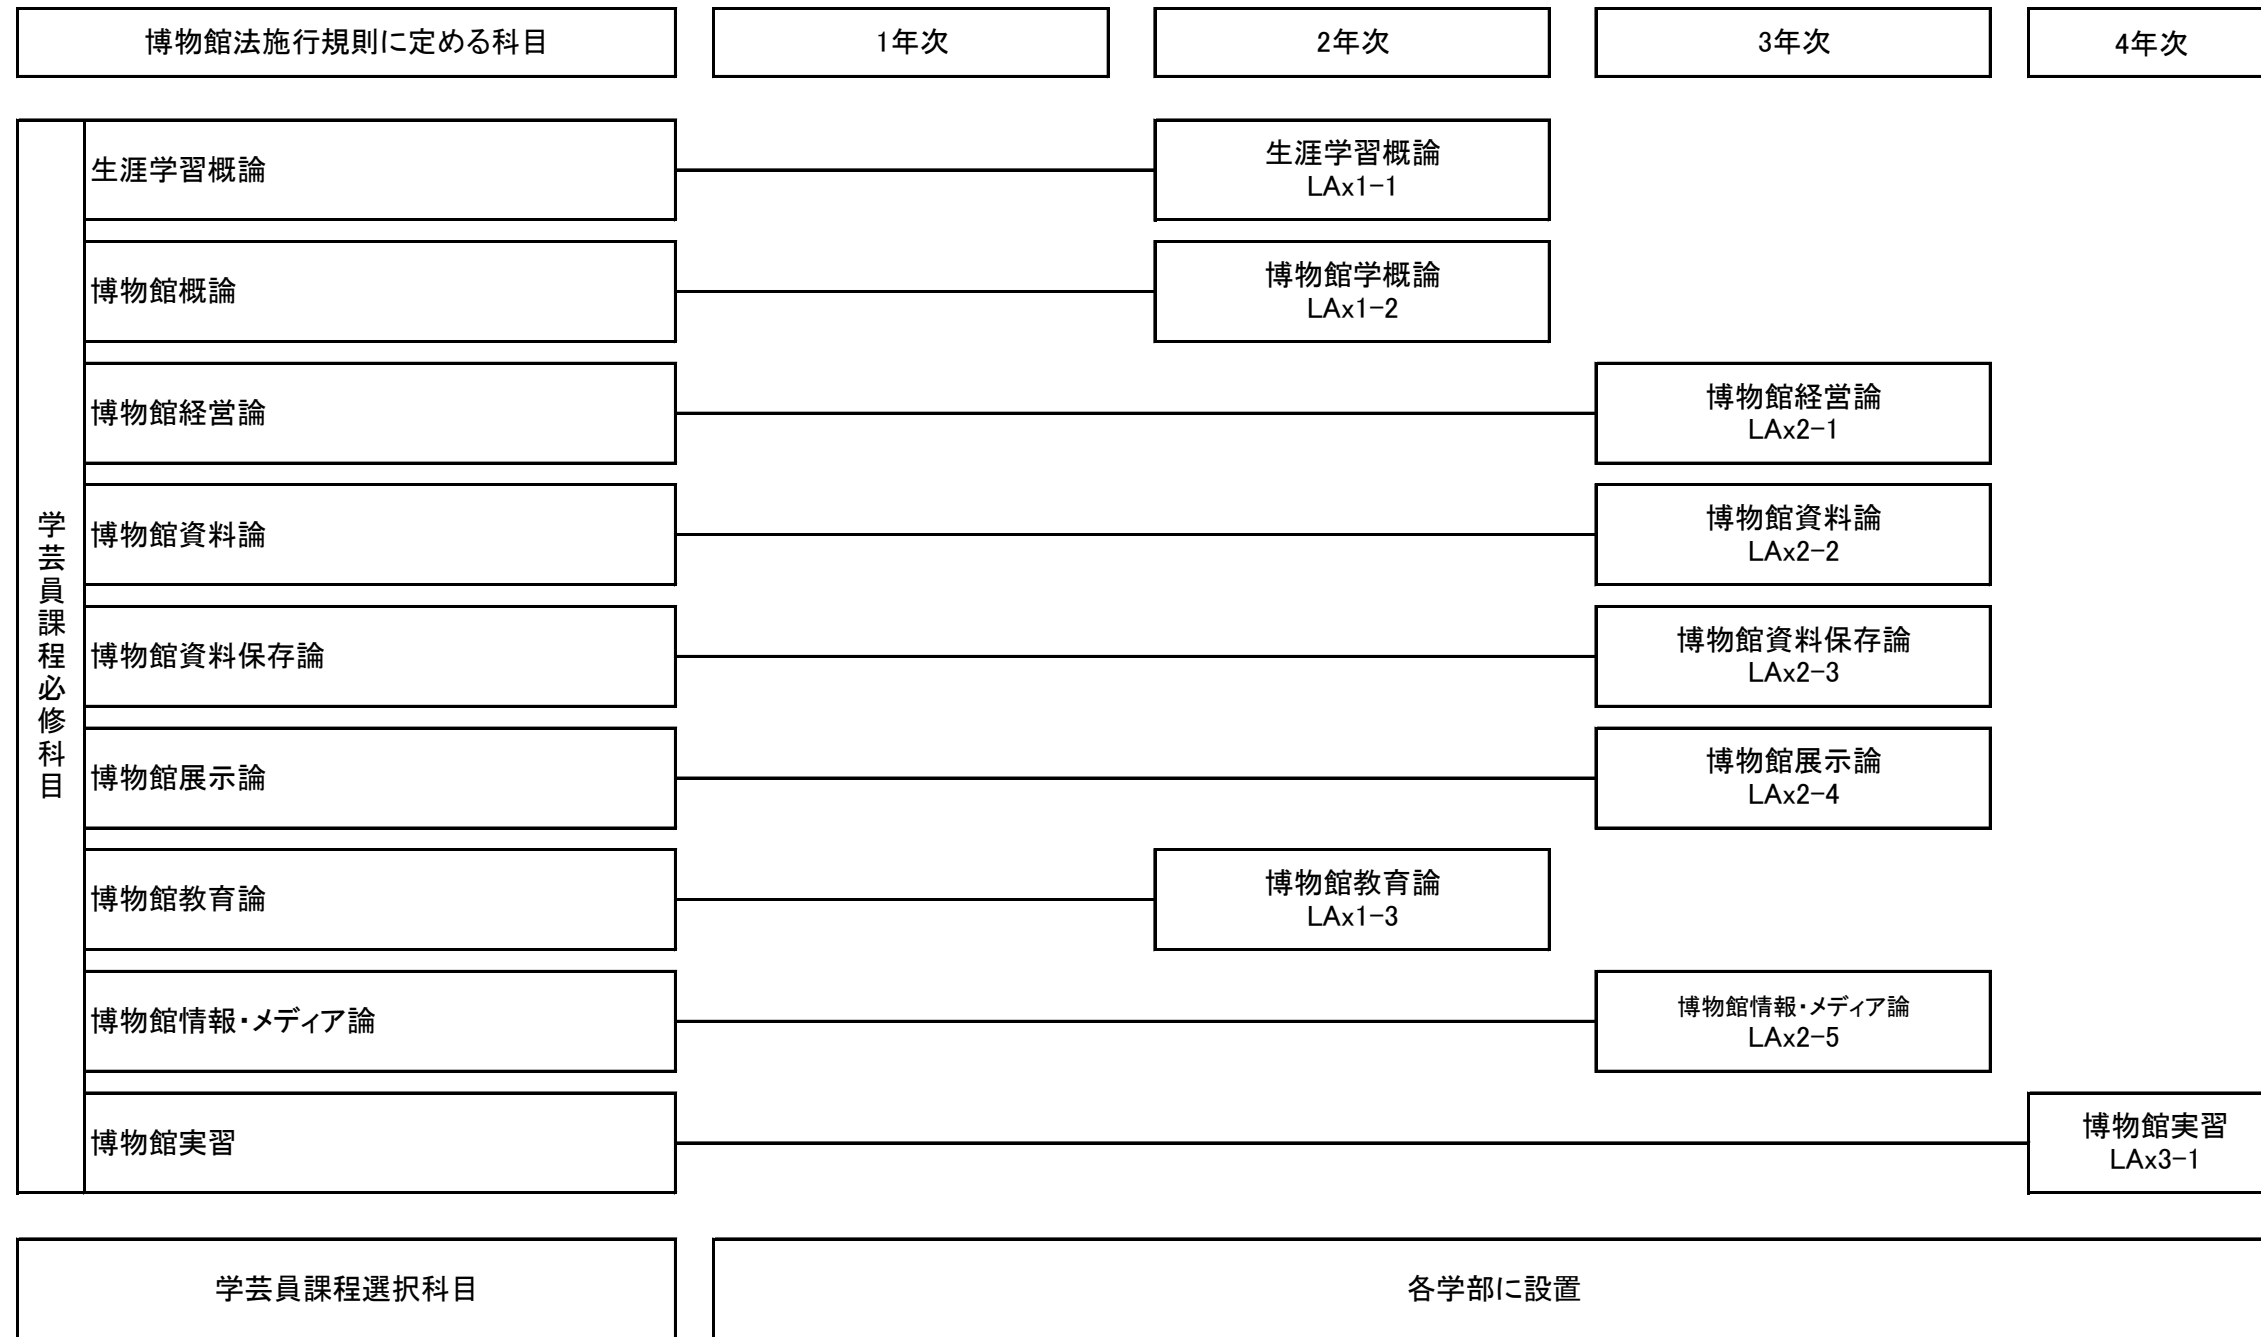 博物館法施行規則に定める科目
1年次
2年次
3年次
4年次
学芸員課程必修科目
生涯学習概論
生涯学習概論
LAx1-1
博物館概論
博物館学概論
LAx1-2
博物館経営論
博物館経営論
LAx2-1
博物館資料論
博物館資料論
LAx2-2
博物館資料保存論
博物館資料保存論
LAx2-3
博物館展示論
博物館展示論
LAx2-4
博物館教育論
博物館教育論
LAx1-3
博物館情報・メディア論
博物館情報・メディア論
LAx2-5
博物館実習
博物館実習
LAx3-1
学芸員課程選択科目
各学部に設置